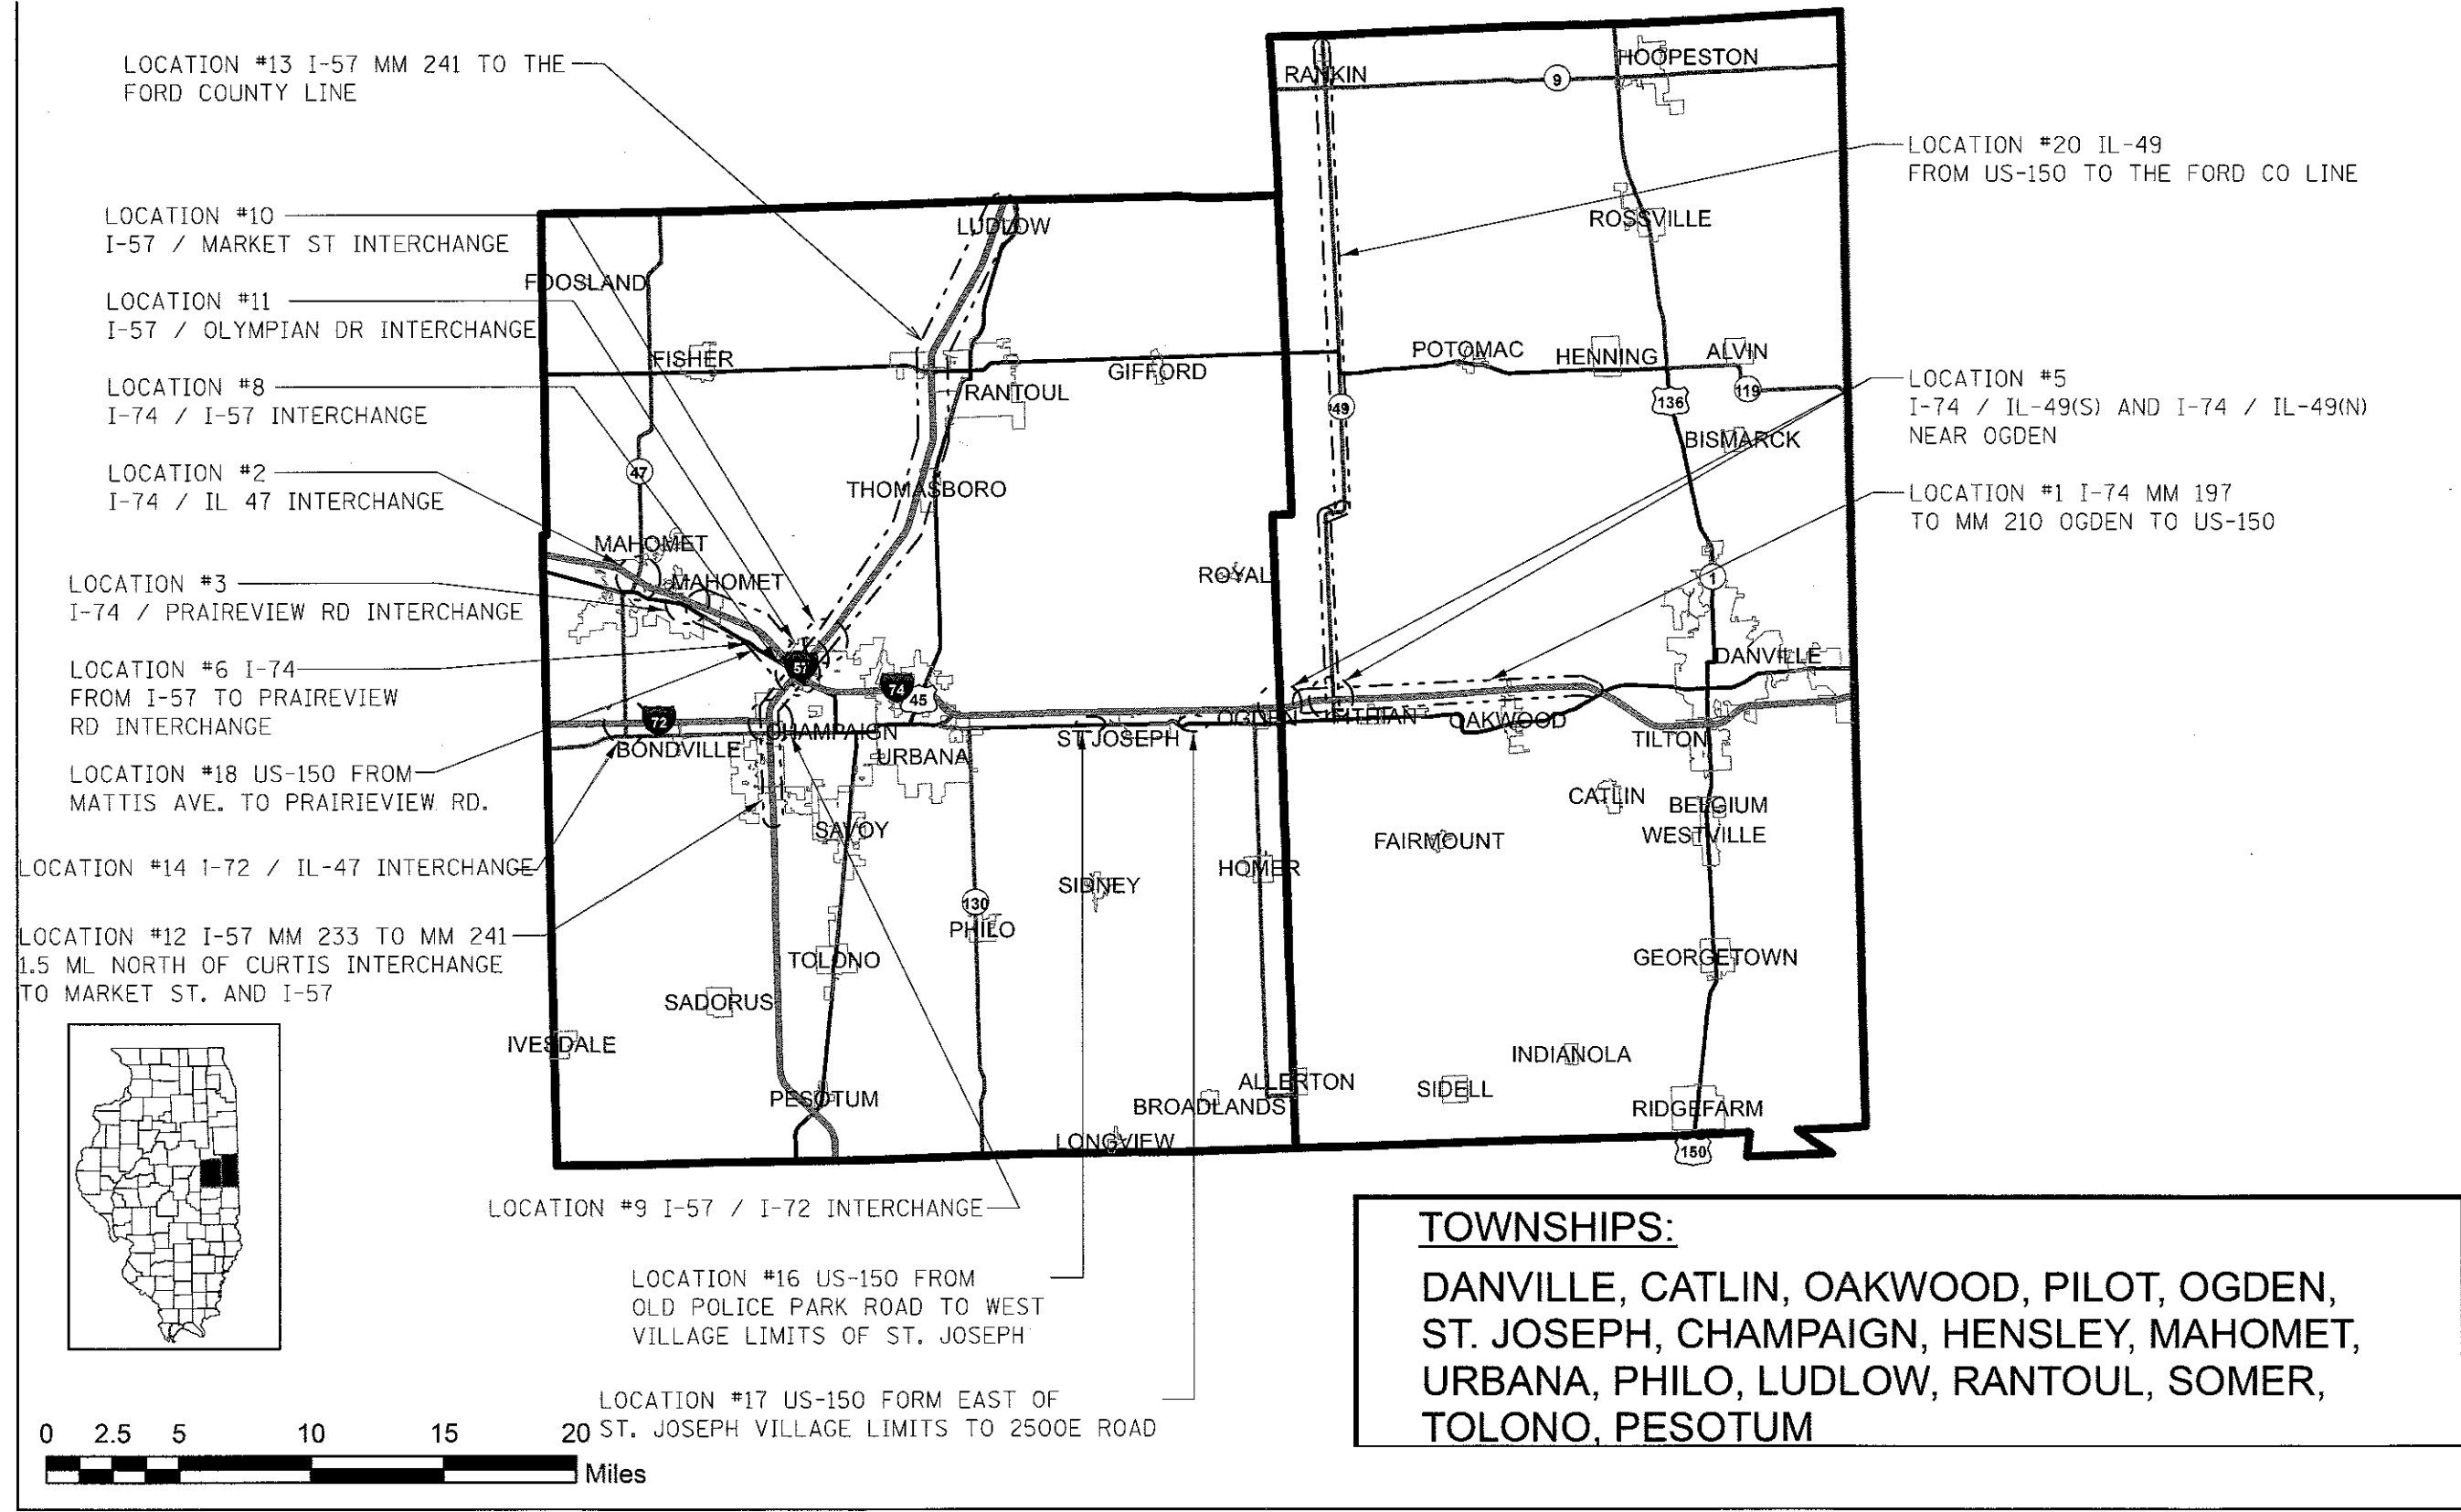 LOCATION #13 I-57 MM 241 TO THE
FORD COUNTY LINE
LOCATION #10
I-57 / MARKET ST INTERCHANGE
LOCATION #11
I-57 / OLYMPIAN DR INTERCHANGE
LOCATION #8
I-74 / I-57 INTERCHANGE
LOCATION #2
I-74 / IL 47 INTERCHANGE
LOCATION #3
I-74 / PRAIREVIEW RD INTERCHANGE
LOCATION #6 I-74
FROM I-57 TO PRAIREVIEW
RD INTERCHANGE
LOCATION #18 US-150 FROM
MATTIS AVE. TO PRAIRIEVIEW RD.
LOCATION #14 I-72 / IL-47 INTERCHANGE
LOCATION #12 I-57 MM 233 TO MM 241
1.5 ML NORTH OF CURTIS INTERCHANGE
TO MARKET ST. AND I-57
LOCATION #9 I-57 / I-72 INTERCHANGE
LOCATION #16 US-150 FROM
OLD POLICE PARK ROAD TO WEST
VILLAGE LIMITS OF ST. JOSEPH
LOCATION #17 US-150 FORM EAST OF
ST. JOSEPH VILLAGE LIMITS TO 2500E ROAD
LOCATION #20 IL-49
FROM US-150 TO THE FORD CO LINE
LOCATION #5
I-74 / IL-49(S) AND I-74 / IL-49(N)
NEAR OGDEN
LOCATION #1 I-74 MM 197
TO MM 210 OGDEN TO US-150
RANKIN
HOOPESTON
9
ROSSVILLE
LUDLOW
FOOSLAND
FISHER
RANTOUL
GIFFORD
POTOMAC
HENNING
ALVIN
119
49
136
BISMARCK
47
THOMASBORO
MAHOMET
MAHOMET
ROYAL
1
57
74
45
72
DANVILLE
BONDVILLE
CHAMPAIGN
URBANA
ST JOSEPH
OGDEN
FITHIAN
OAKWOOD
TILTON
CATLIN
BELGIUM
WESTVILLE
FAIRMOUNT
SAVOY
HOMER
SIDNEY
130
PHILO
TOLONO
GEORGETOWN
SADORUS
IVESDALE
INDIANOLA
PESOTUM
ALLERTON
BROADLANDS
SIDELL
RIDGEFARM
LONGVIEW
150
TOWNSHIPS:
DANVILLE, CATLIN, OAKWOOD, PILOT, OGDEN,
ST. JOSEPH, CHAMPAIGN, HENSLEY, MAHOMET,
URBANA, PHILO, LUDLOW, RANTOUL, SOMER,
TOLONO, PESOTUM
0 2.5 5 10 15 20
Miles